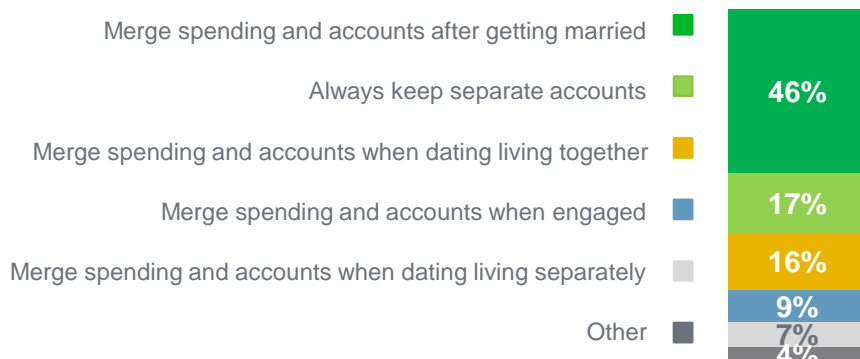 Merge spending and accounts after getting married
46%
Always keep separate accounts
Merge spending and accounts when dating living together
17%
Merge spending and accounts when engaged
16%
Merge spending and accounts when dating living separately
9%
Other
7%
4%